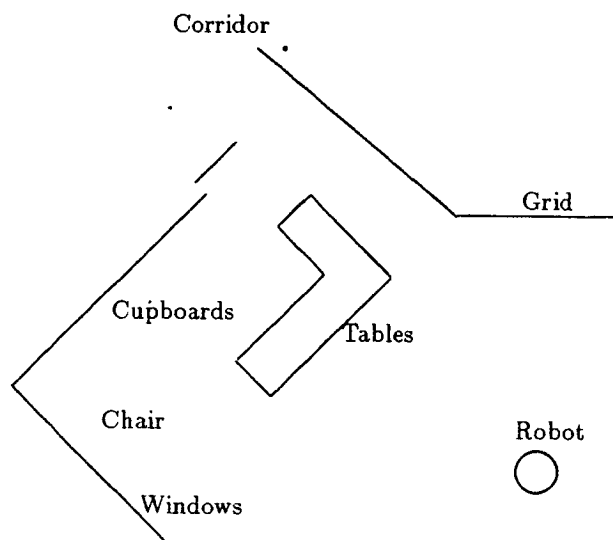 Corridor
Grid
Cupboards
Tables
Chair
Robot
Windows